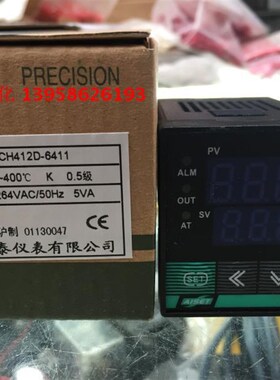 PRECISION
13958626193
CH412D-6411
-400℃ K 0.5级
264VAC/50Hz 5VA
沪制 01130047
泰仪表有限公司
PV
ALM
OUT
SV
AT
SET
AISET